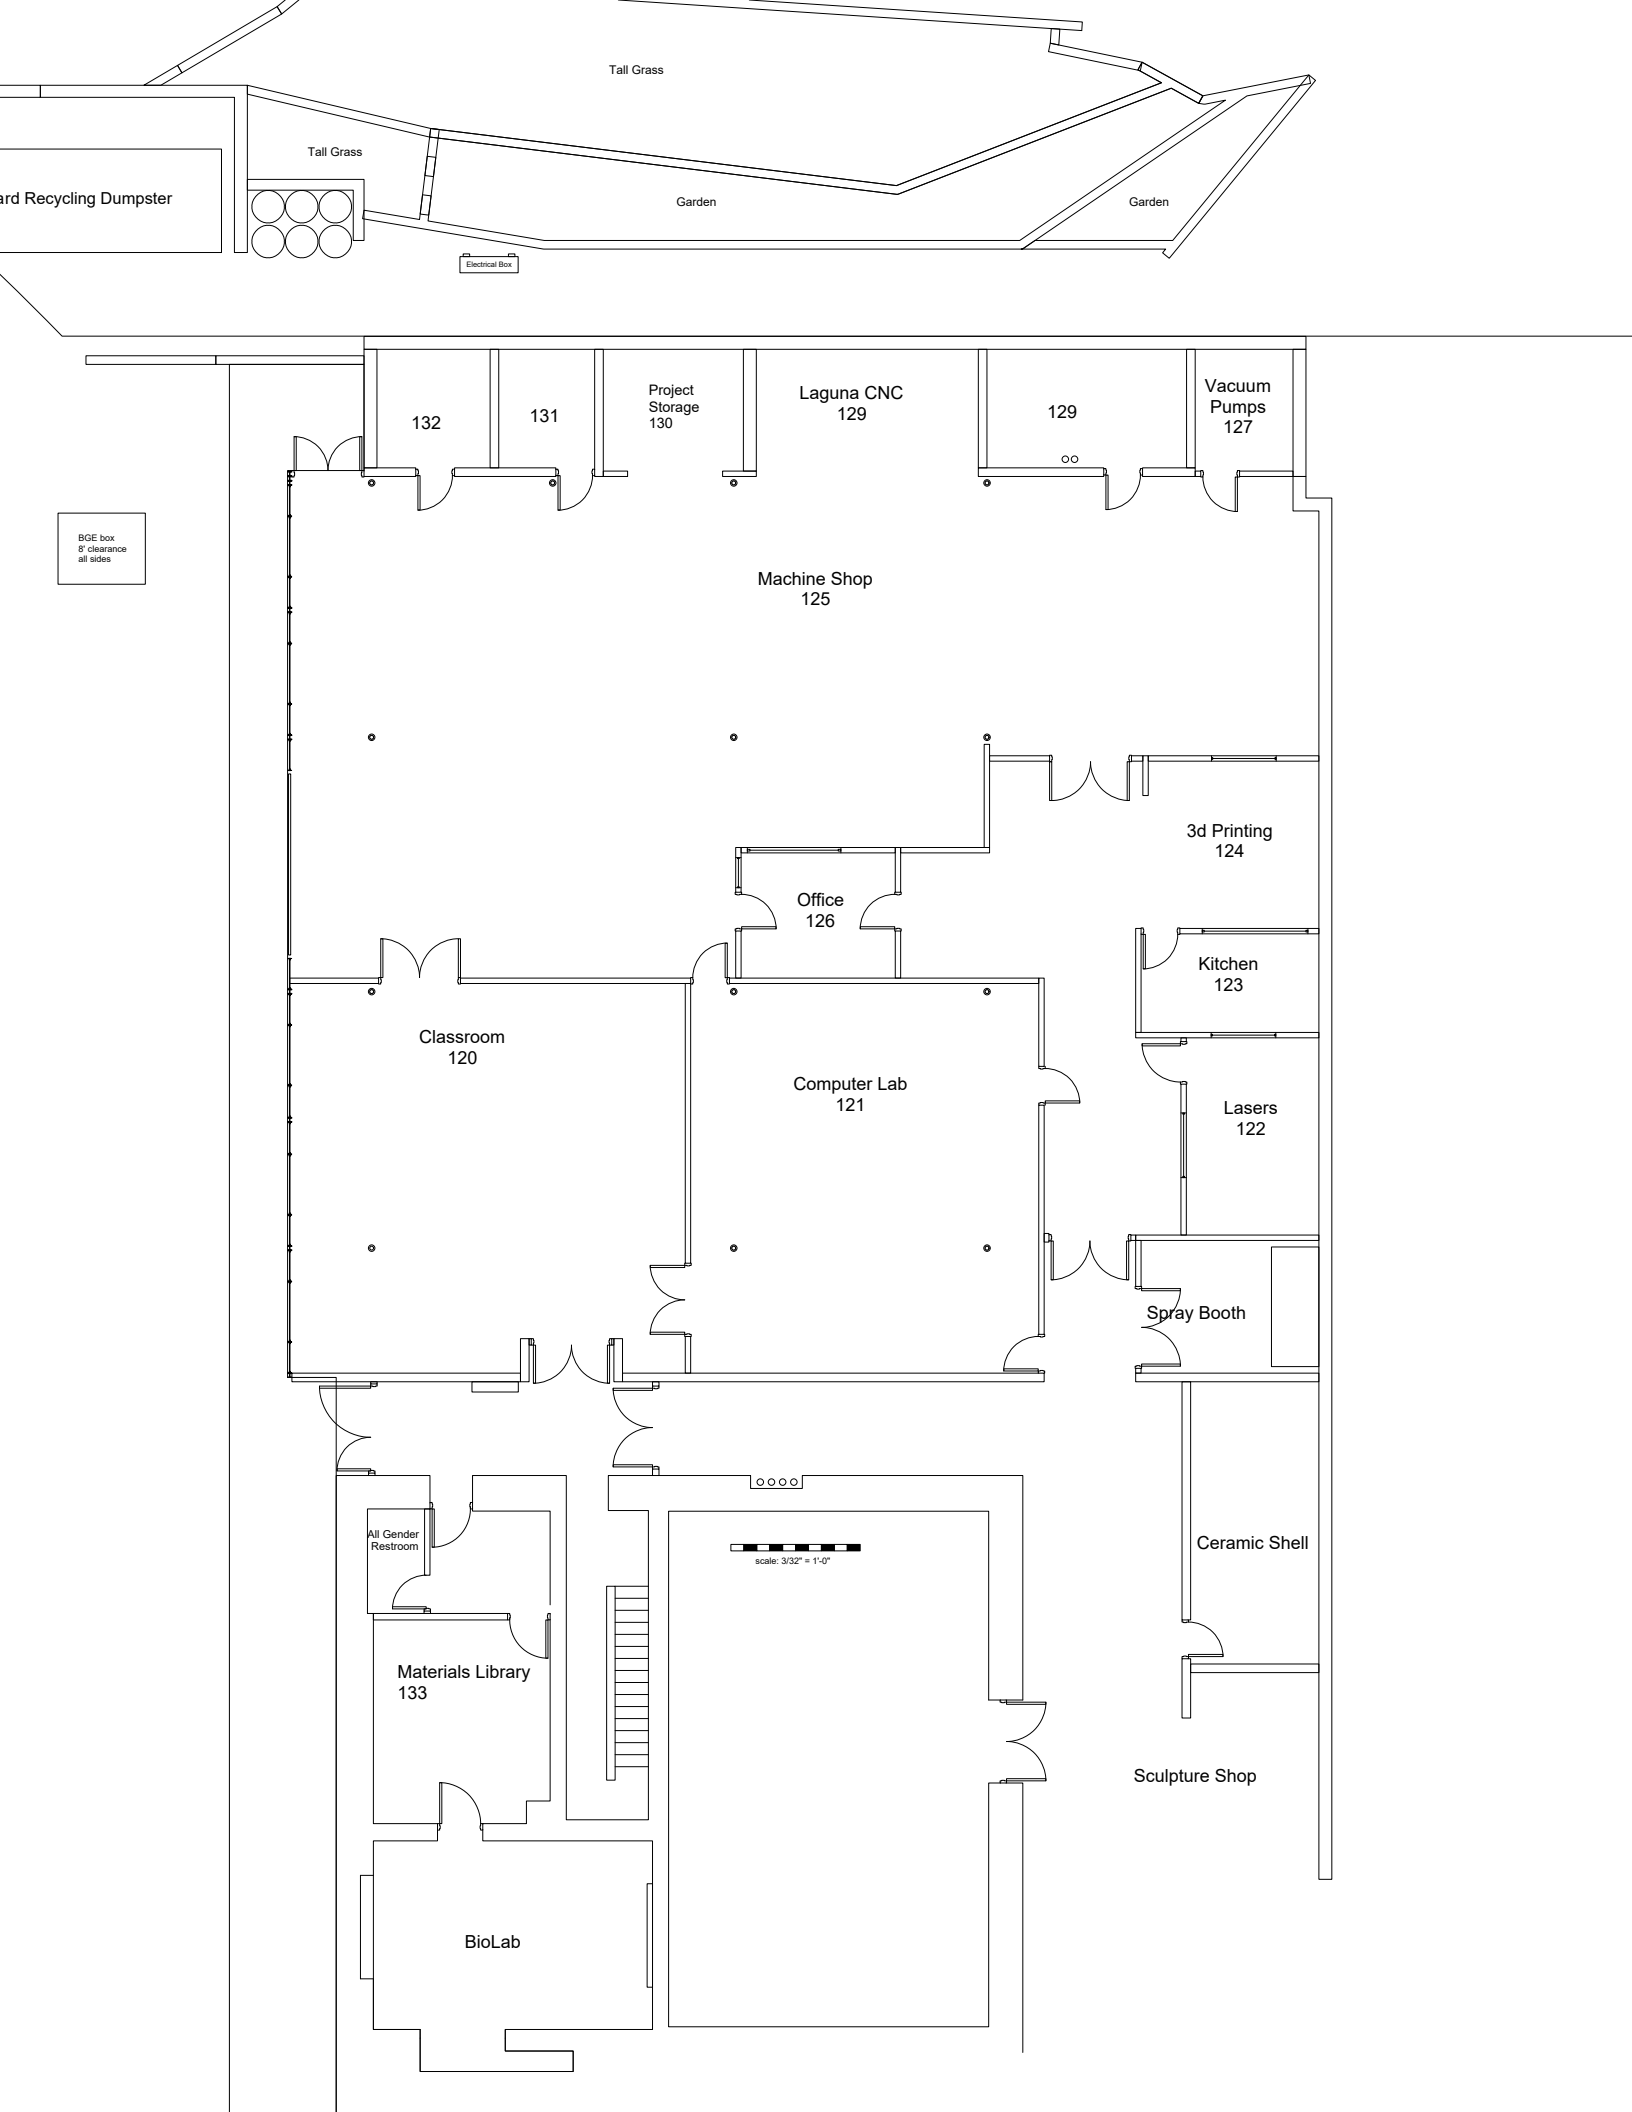 Tall Grass
Tall Grass
ard Recycling Dumpster
Garden
Garden
Electrical Box
132
131
Project
Storage
130
Laguna CNC
129
129
Vacuum
Pumps
127
BGE box
8' clearance
all sides
Machine Shop
125
3d Printing
124
Office
126
Kitchen
123
Classroom
120
Computer Lab
121
Lasers
122
Spray Booth
All Gender
Restroom
scale: 3/32" = 1'-0"
Ceramic Shell
Materials Library
133
Sculpture Shop
BioLab